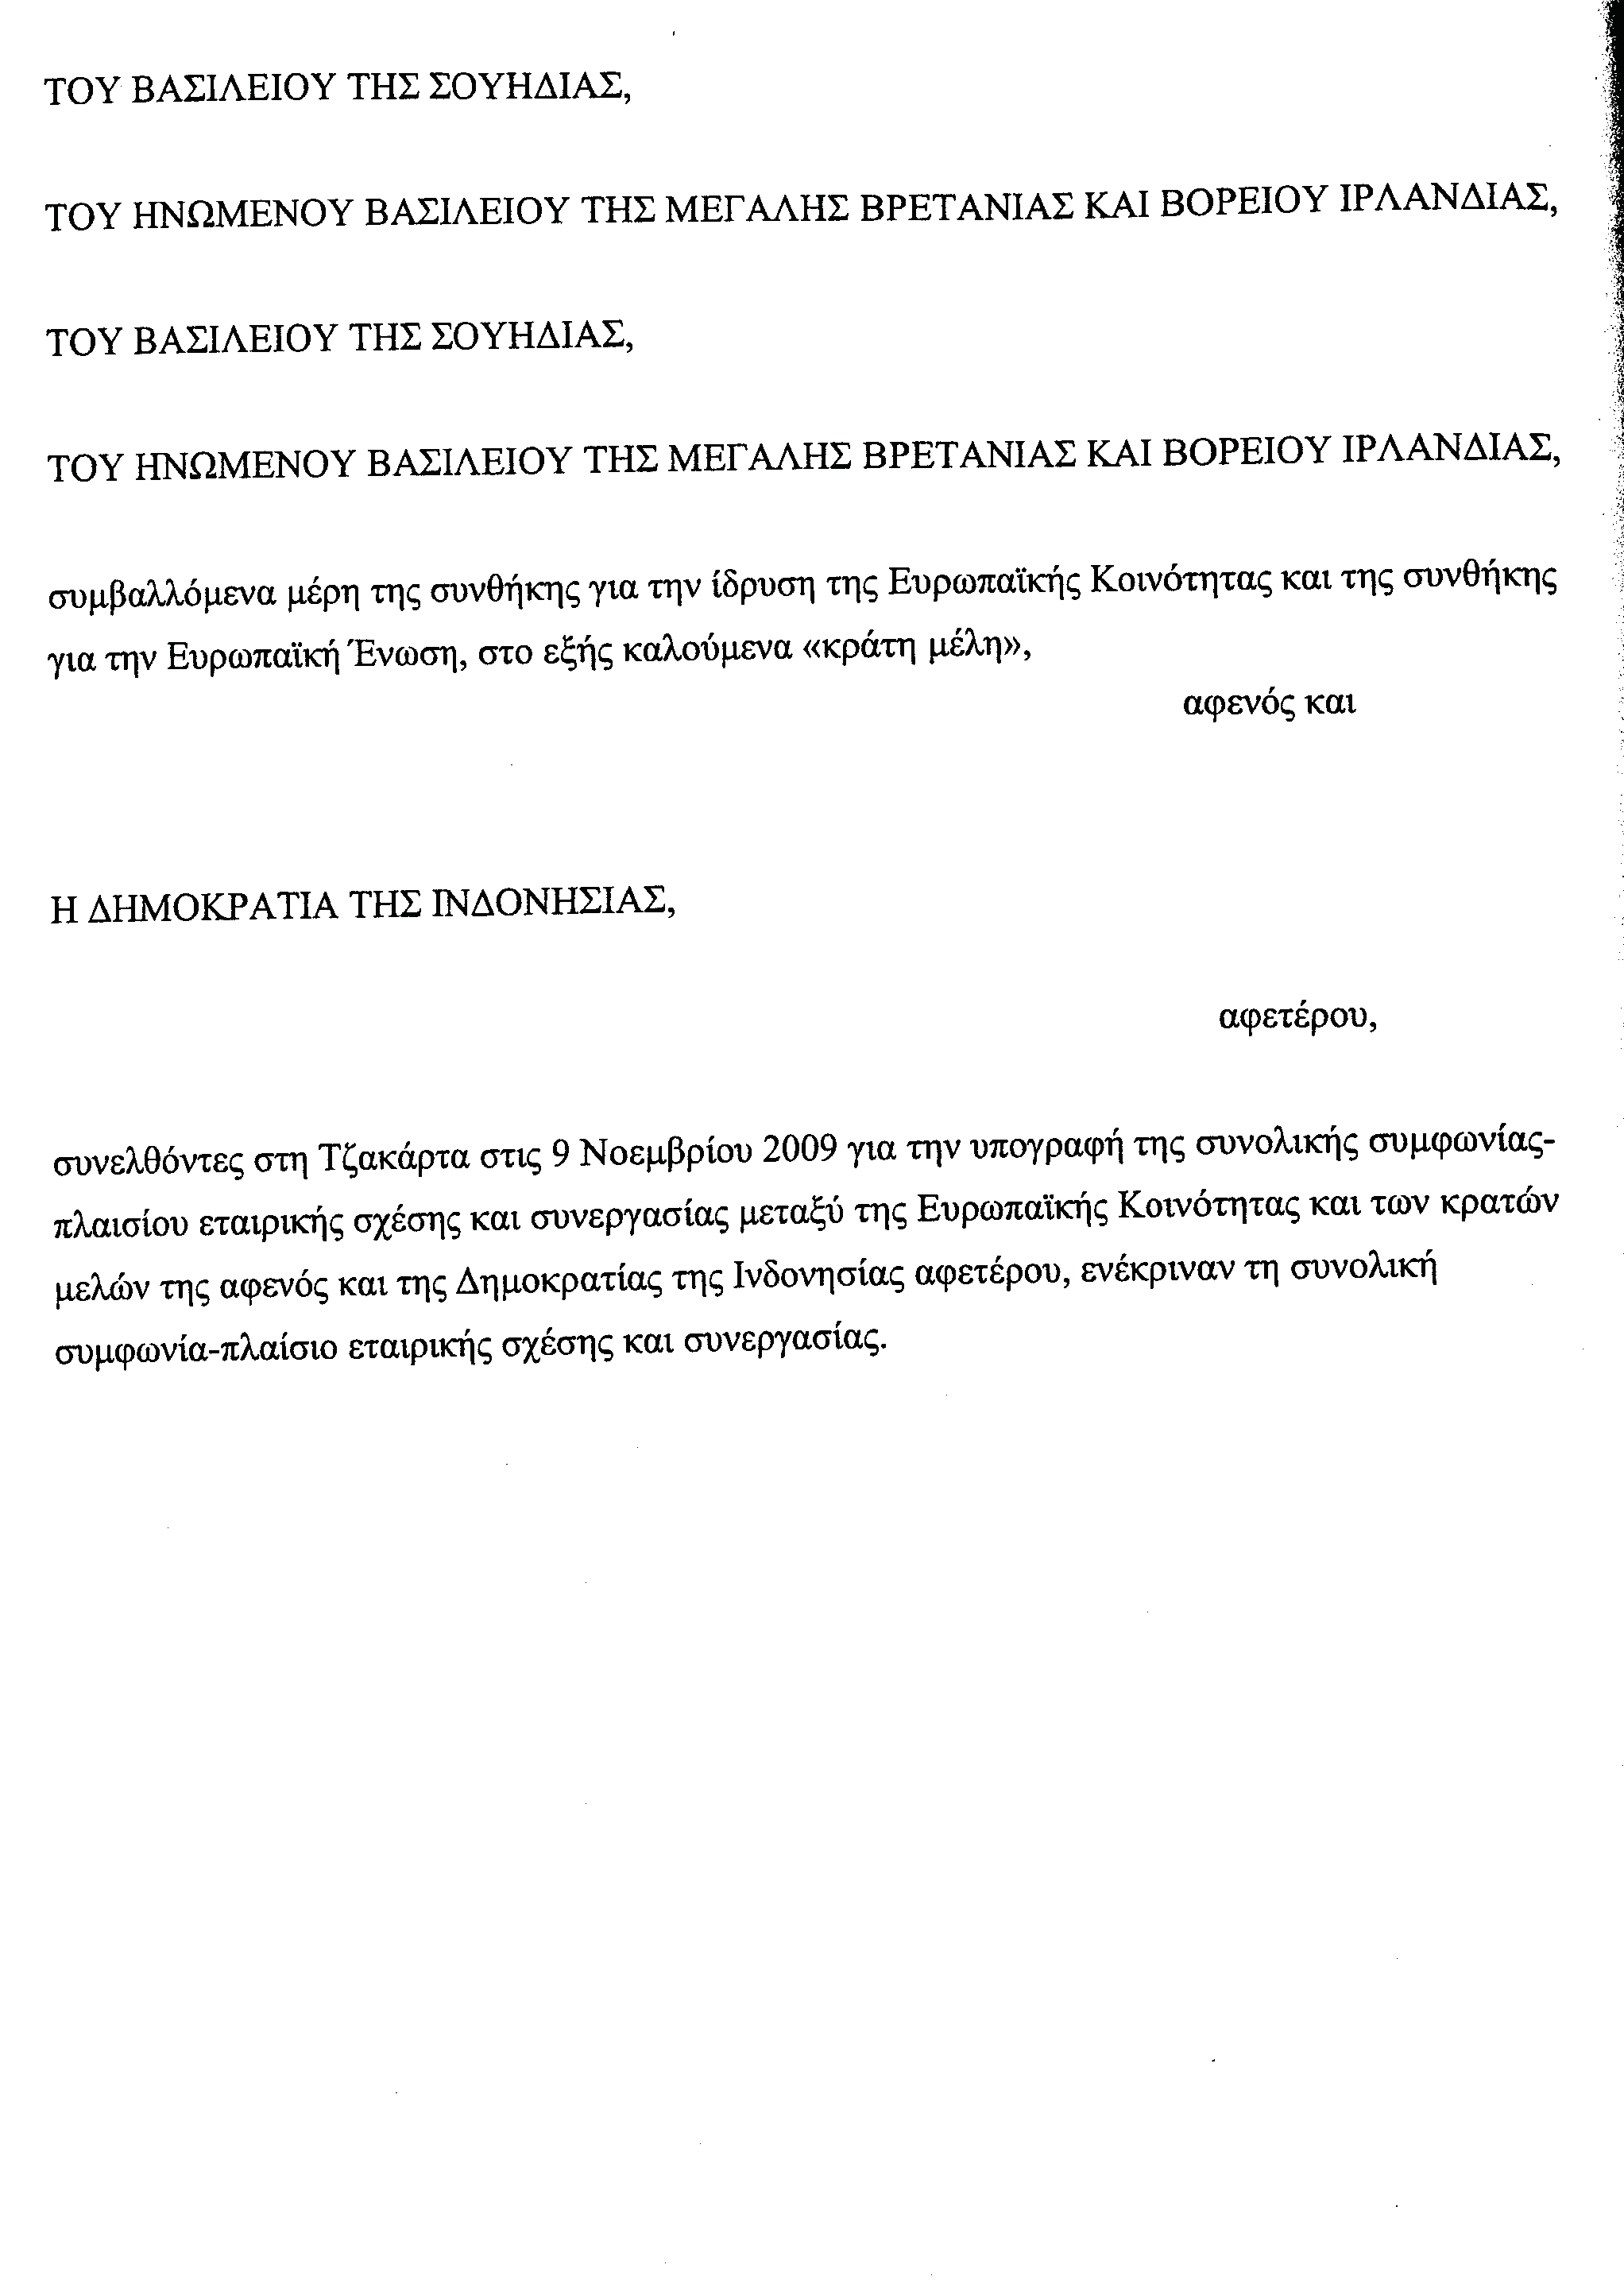 ΤΟΥ ΒΑΣΙΛΕΙΟΥ ΤΗΣ ΣΟΥΗΔΙΑΣ,
ΤΟΥ ΗΝΩΜΕΝΟΥ ΒΑΣΙΛΕΙΟΥ ΤΗΣ ΜΕΓΑΛΗΣ ΒΡΕΤΑΝΙΑΣ ΚΑΙ ΒΟΡΕΙΟΥ ΙΡΛΑΝΔΙΑΣ,
ΤΟΥ ΒΑΣΙΛΕΙΟΥ ΤΗΣ ΣΟΥΗΔΙΑΣ,
ΤΟΥ ΗΝΩΜΕΝΟΥ ΒΑΣΙΛΕΙΟΥ ΤΗΣ ΜΕΓΑΛΗΣ ΒΡΕΤΑΝΙΑΣ ΚΑΙ ΒΟΡΕΙΟΥ ΙΡΛΑΝΔΙΑΣ,
συμβαλλόμενα μέρη της συνθήκης για την ίδρυση της Ευρωπαϊκής Κοινότητας και της συνθήκης
για την Ευρωπαϊκή Ένωση, στο εξής καλούμενα «κράτη μέλη»,
αφενός και
Η ΔΗΜΟΚΡΑΤΙΑ ΤΗΣ ΙΝΔΟΝΗΣΙΑΣ,
αφετέρου,
συνελθόντες στη Τζακάρτα στις 9 Νοεμβρίου 2009 για την υπογραφή της συνολικής συμφωνίας-
πλαισίου εταιρικής σχέσης και συνεργασίας μεταξύ της Ευρωπαϊκής Κοινότητας και των κρατών
μελών της αφενός και της Δημοκρατίας της Ινδονησίας αφετέρου, ενέκριναν τη συνολική
συμφωνία-πλαίσιο εταιρικής σχέσης και συνεργασίας.